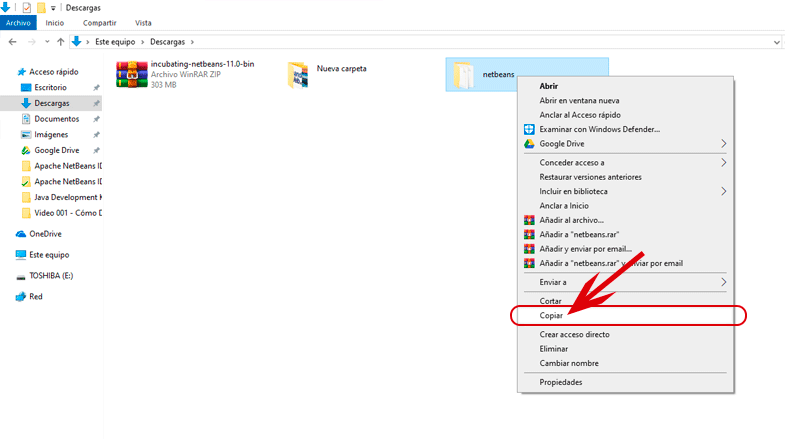 Descargas
Archivo Inicio Compartir Vista
Este equipo Descargas
Acceso rápido
Escritorio
Descargas
Documentos
Imágenes
Google Drive
Apache NetBeans ID
Apache NetBeans ID
Java Development K
Video 001 - Cómo D
OneDrive
Este equipo
TOSHIBA (E:)
Red
incubating-netbeans-11.0-bin
Archivo WinRAR ZIP
303 MB
Nueva carpeta
netbeans
Abrir
Abrir en ventana nueva
Anclar al Acceso rápido
Examinar con Windows Defender...
Google Drive
Conceder acceso a
Restaurar versiones anteriores
Incluir en biblioteca
Anclar a Inicio
Añadir al archivo...
Añadir a "netbeans.rar"
Añadir y enviar por email...
Añadir a "netbeans.rar" y enviar por email
Enviar a
Cortar
Copiar
Crear acceso directo
Eliminar
Cambiar nombre
Propiedades